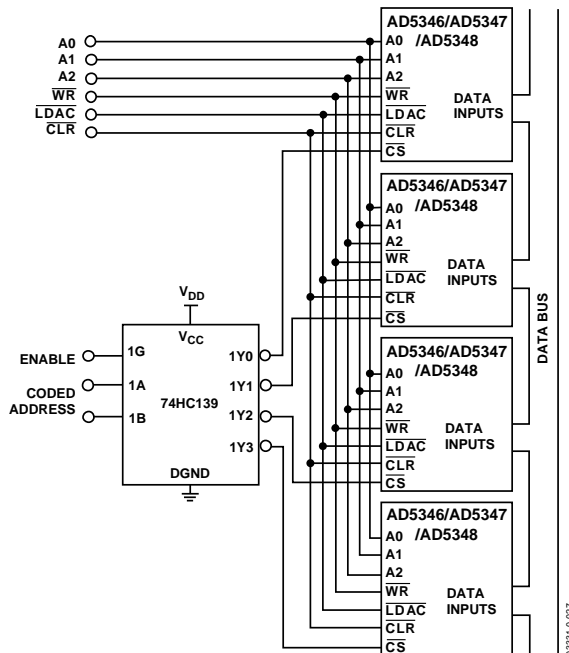 A0
A1
A2
WR
LDAC
CLR
AD5346/AD5347
/AD5348
A0
A1
A2
WR
LDAC
CLR
CS
DATA
INPUTS
AD5346/AD5347
/AD5348
A0
A1
A2
WR
LDAC
CLR
CS
DATA
INPUTS
VDD
VCC
ENABLE
CODED
ADDRESS
1G
1A
1B
74HC139
1Y0
1Y1
1Y2
1Y3
DGND
AD5346/AD5347
/AD5348
A0
A1
A2
WR
LDAC
CLR
CS
DATA
INPUTS
AD5346/AD5347
/AD5348
A0
A1
A2
WR
LDAC
CLR
CS
DATA
INPUTS
DATA BUS